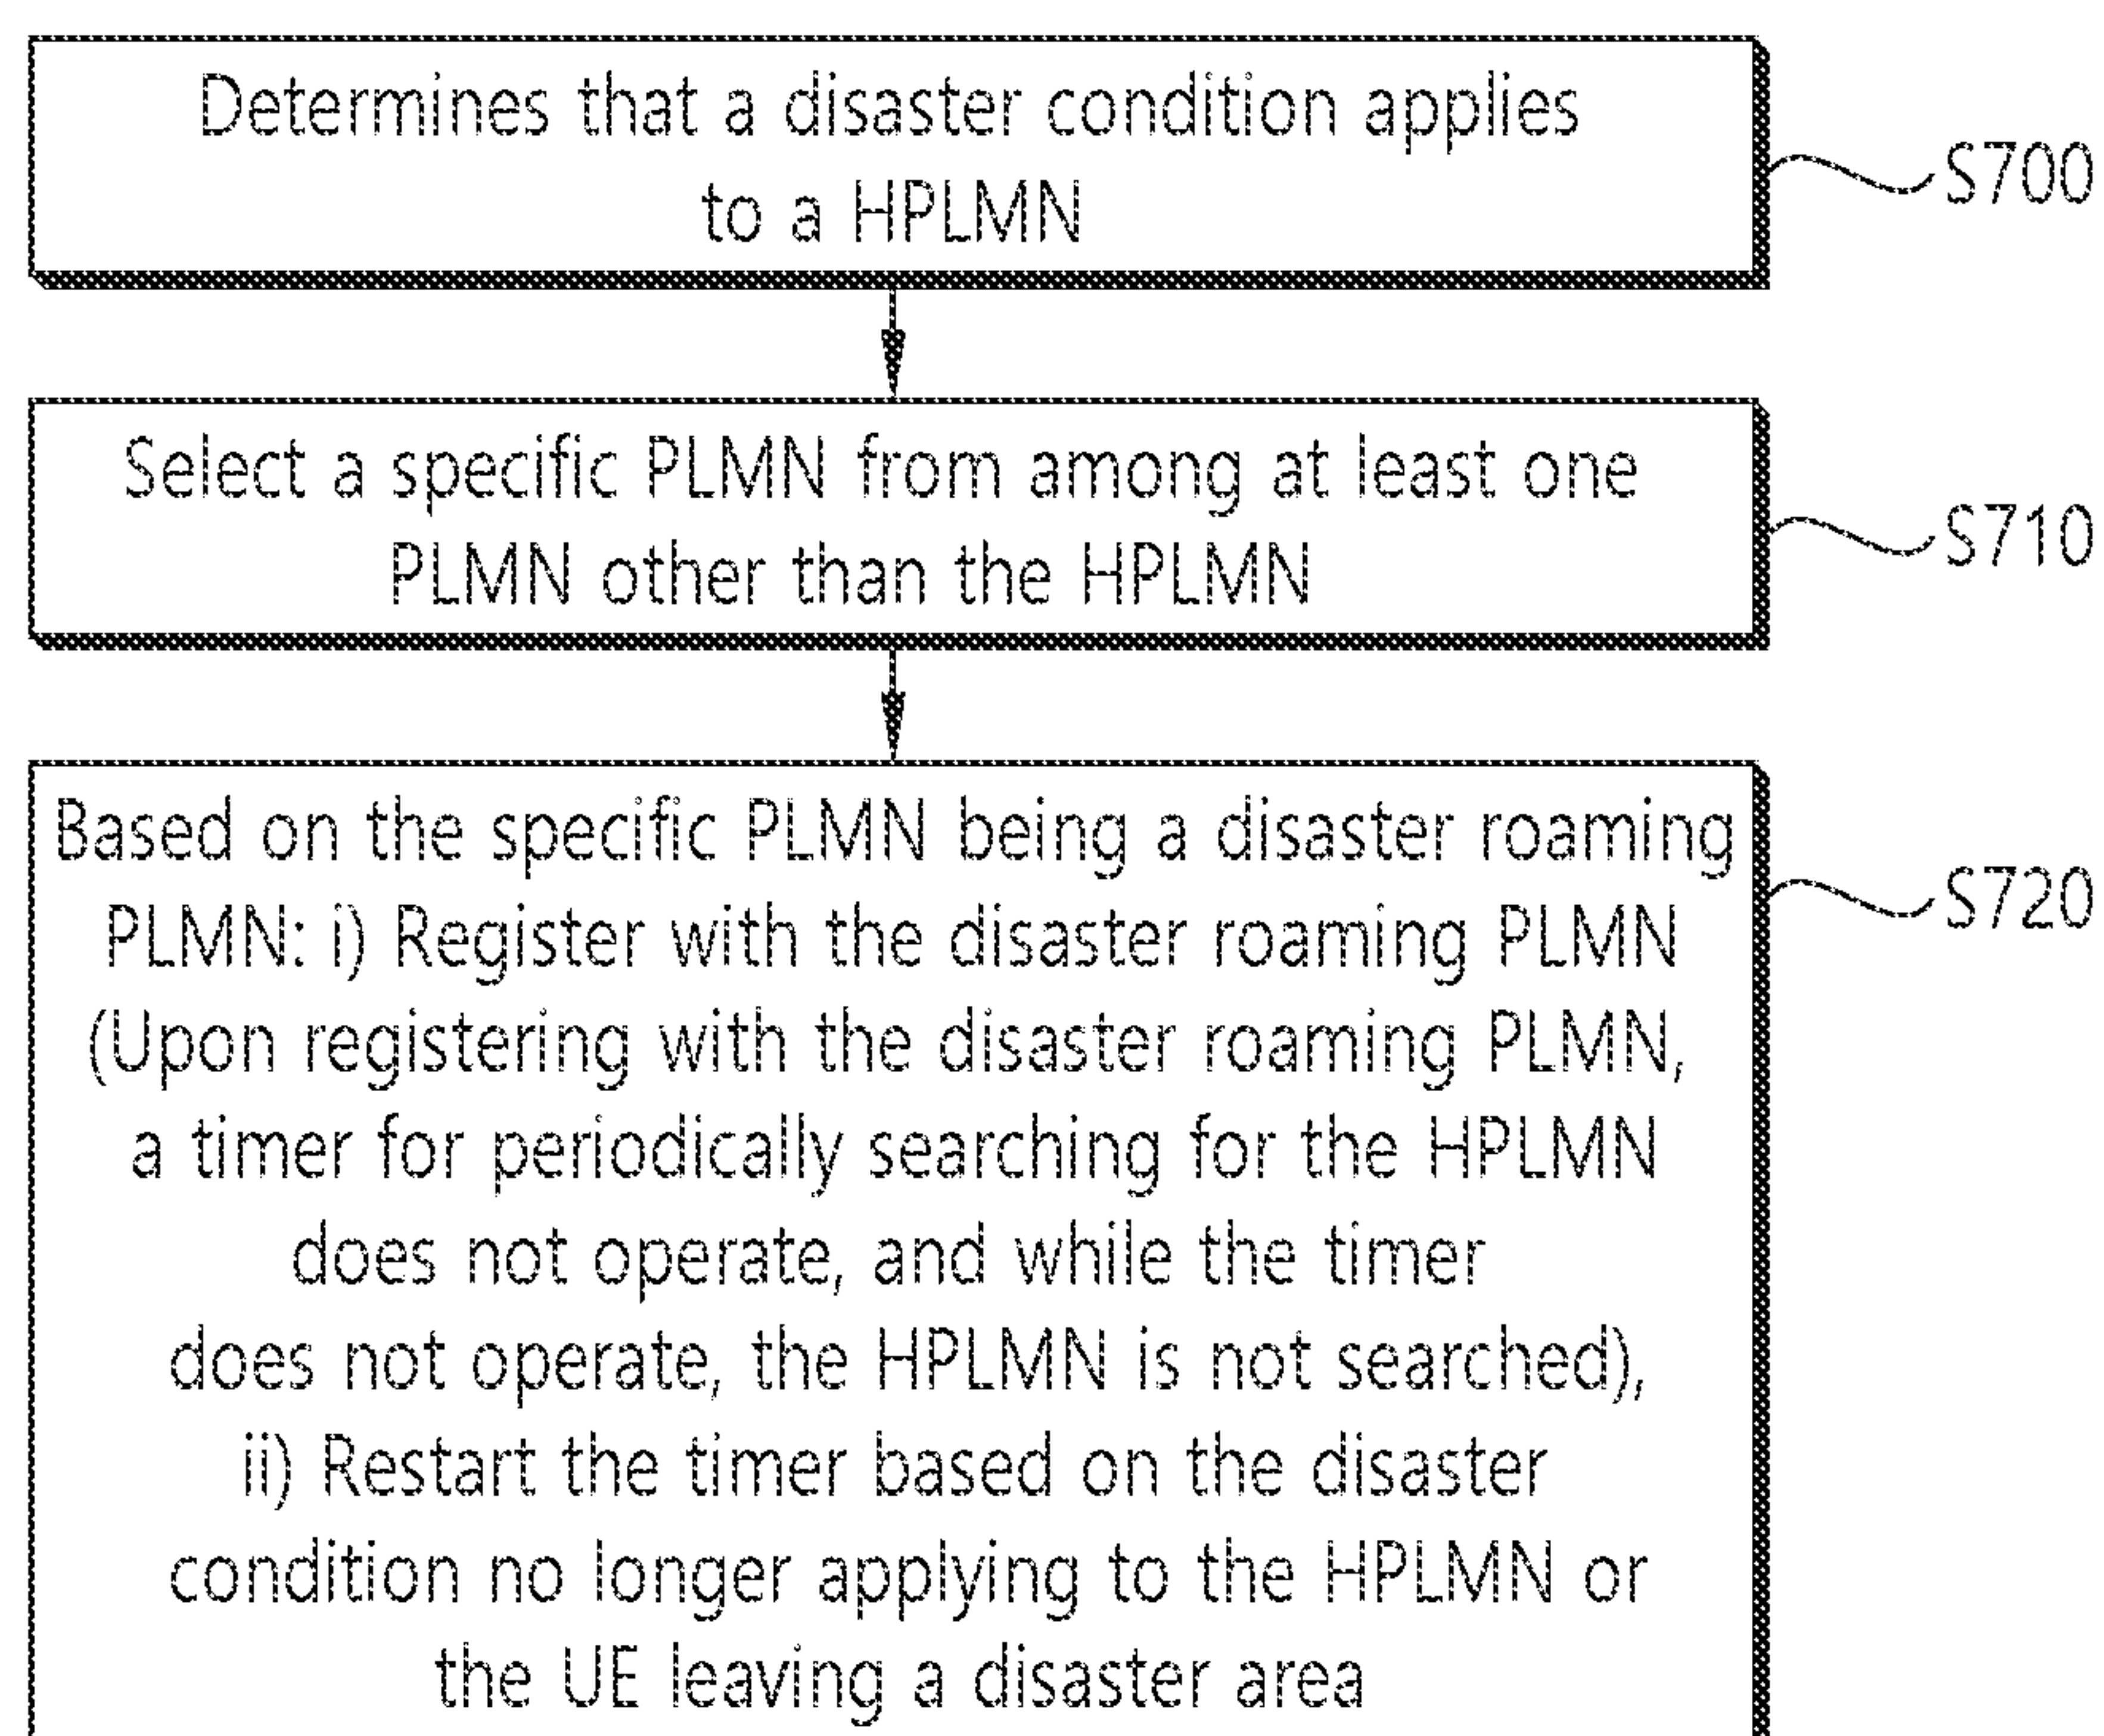 Determines that a disaster condition applies
to a HPLMN
S700
Select a specific PLMN from among at least one
PLMN other than the HPLMN
S710
Based on the specific PLMN being a disaster roaming
PLMN: i) Register with the disaster roaming PLMN
(Upon registering with the disaster roaming PLMN,
a timer for periodically searching for the HPLMN
does not operate, and while the timer
does not operate, the HPLMN is not searched),
ii) Restart the timer based on the disaster
condition no longer applying to the HPLMN or
the UE leaving a disaster area
S720